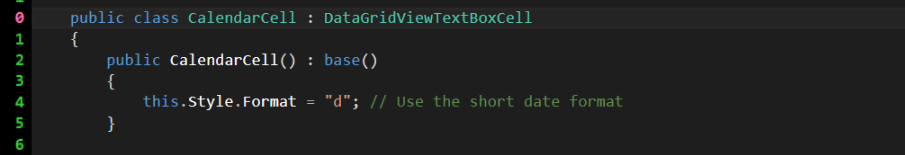 0 public class CalendarCell : DataGridViewTextBoxCell
1 {
2 public CalendarCell() : base()
3 {
4 this.Style.Format = "d"; // Use the short date format
5 }
6